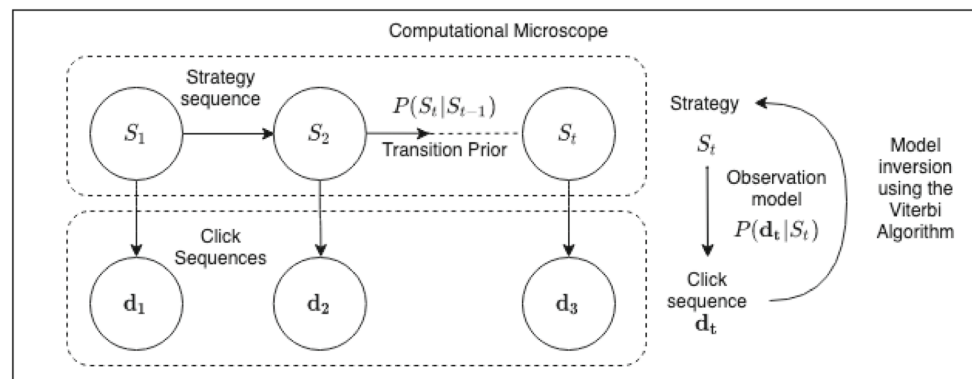 Computational Microscope
Strategy
sequence
S₁
S₂
P(Sₜ|Sₜ₋₁)
Transition Prior
Sₜ
Click
Sequences
d₁
d₂
d₃
Strategy
Sₜ
Observation
model
P(dₜ|Sₜ)
Click
sequence
dₜ
Model
inversion
using the
Viterbi
Algorithm